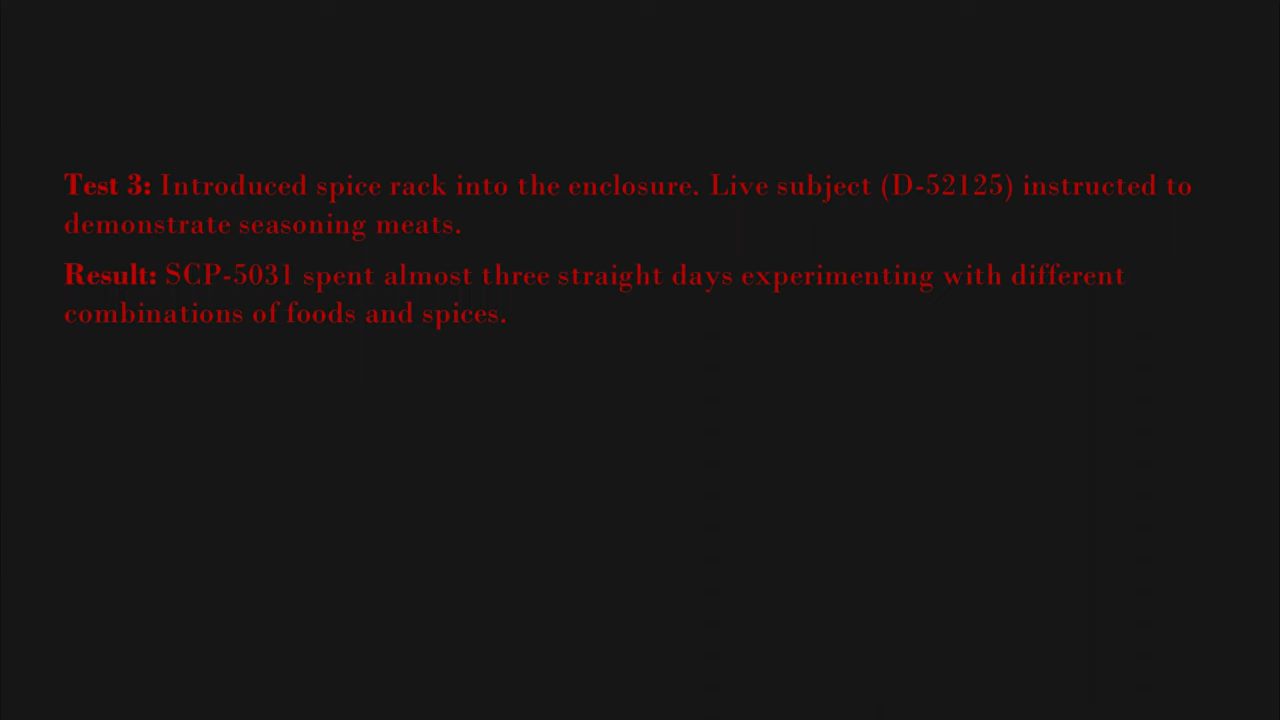 Test 3: Introduced spice rack into the enclosure. Live subject (D-52125) instructed to
demonstrate seasoning meats.
Result: SCP-5031 spent almost three straight days experimenting with different
combinations of foods and spices.